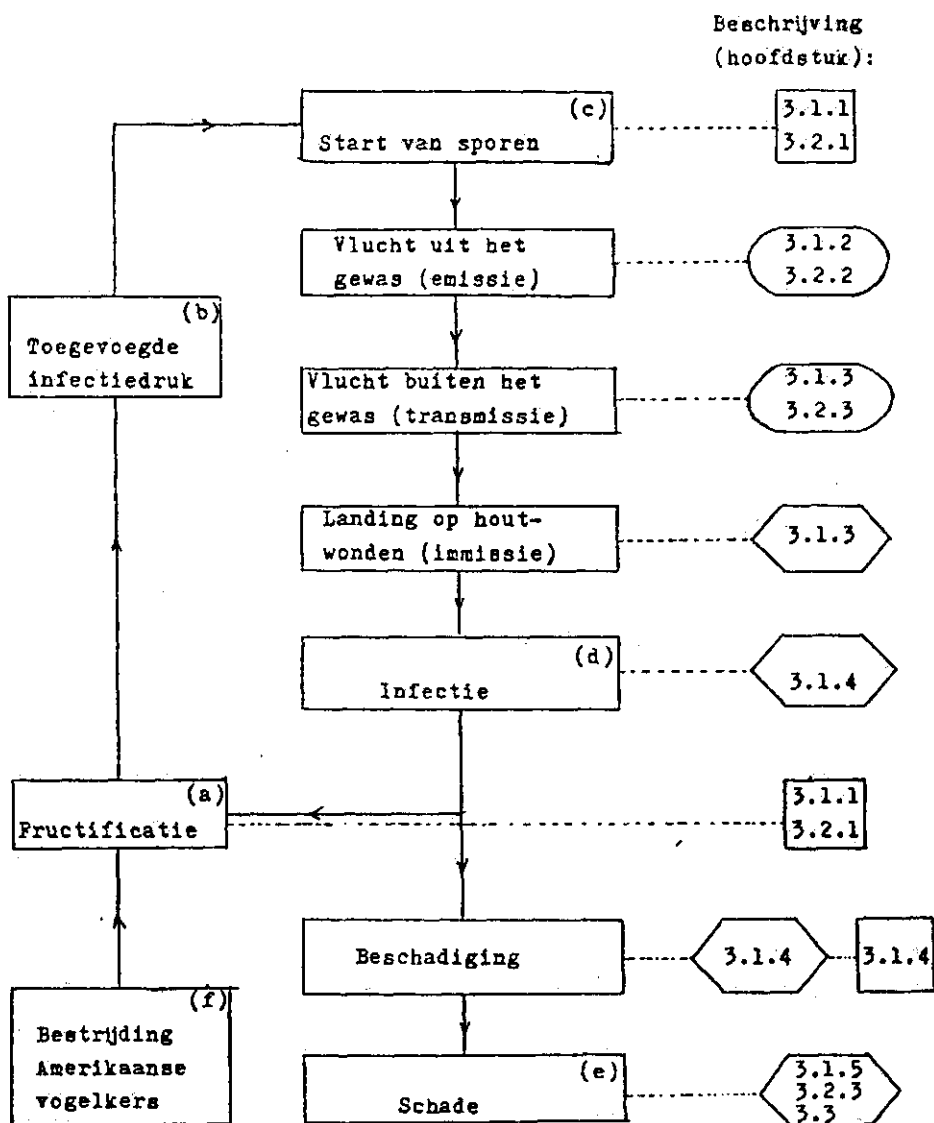 Beschrijving
(hoofdstuk):
(c)
Start van sporen
3.1.1
3.2.1
Vlucht uit het
gewas (emissie)
3.1.2
3.2.2
(b)
Toegevoegde
infectiedruk
Vlucht buiten het
gewas (transmissie)
3.1.3
3.2.3
Landing op hout-
wonden (immissie)
3.1.3
(d)
Infectie
3.1.4
(a)
Fructificatie
3.1.1
3.2.1
Beschadiging
3.1.4
3.1.4
(f)
Bestrijding
Amerikaanse
vogelkers
(e)
Schade
3.1.5
3.2.3
3.3